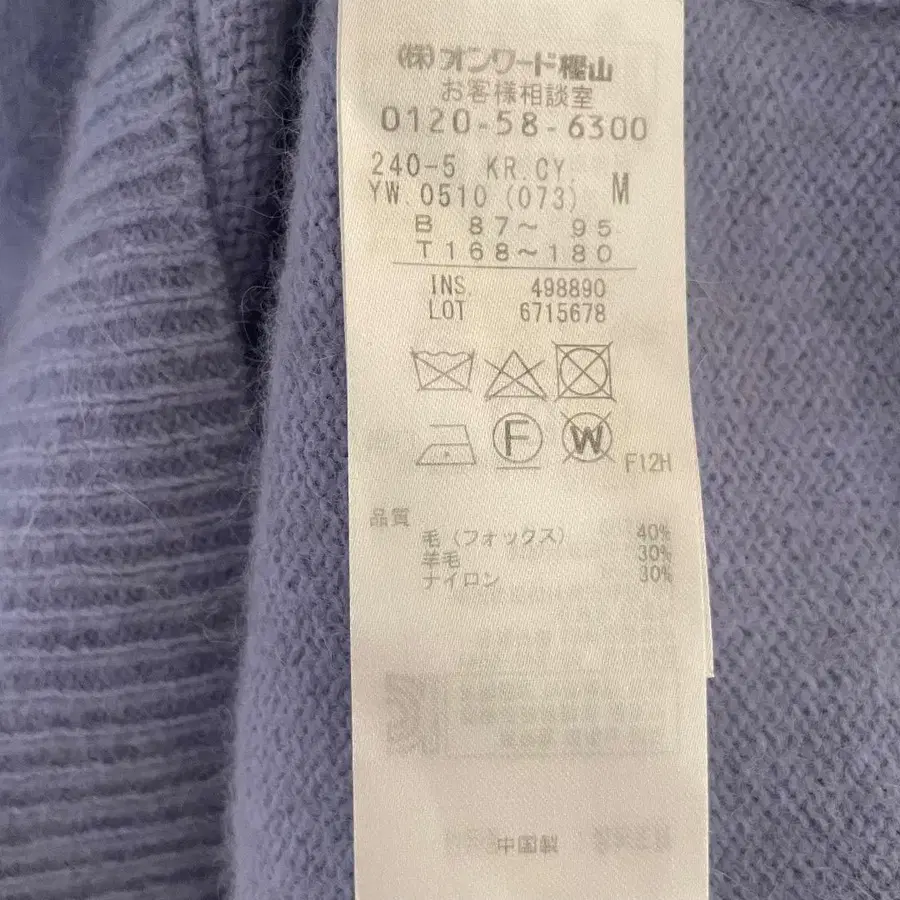 (株)オンワード樫山
お客様相談室
0120-58-6300
240-5 KR.CY.
YW.0510(073) M
B 87～ 95
T168～180
INS. 498890
LOT 6715678
F
W
F12H
品質
毛(フォックス) 40%
羊毛 30%
ナイロン 30%
中国製